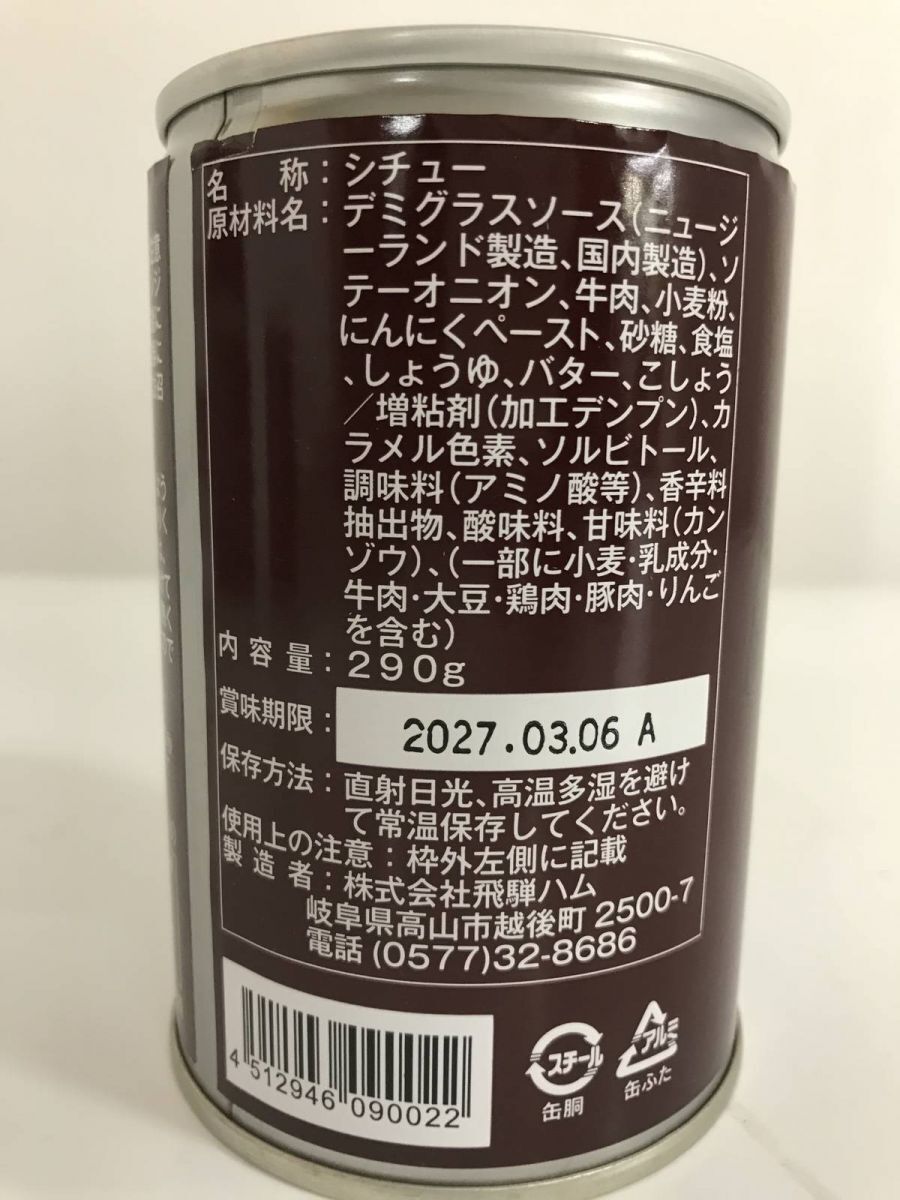 名称：シチュー
原材料名：デミグラスソース(ニュージ
ーランド製造、国内製造)、ソ
テーオニオン、牛肉、小麦粉、
にんにくペースト、砂糖、食塩
、しょうゆ、バター、こしょう
／増粘剤(加工デンプン)、カ
ラメル色素、ソルビトール、
調味料(アミノ酸等)、香辛料
抽出物、酸味料、甘味料(カン
ゾウ)、(一部に小麦・乳成分・
牛肉・大豆・鶏肉・豚肉・りんご
を含む)
内容量：290g
賞味期限：2027.03.06 A
保存方法：直射日光、高温多湿を避け
て常温保存してください。
使用上の注意：枠外左側に記載
製造者：株式会社飛騨ハム
岐阜県高山市越後町2500-7
電話(0577)32-8686
4 512946 090022
スチール
缶胴
アルミ
缶ふた